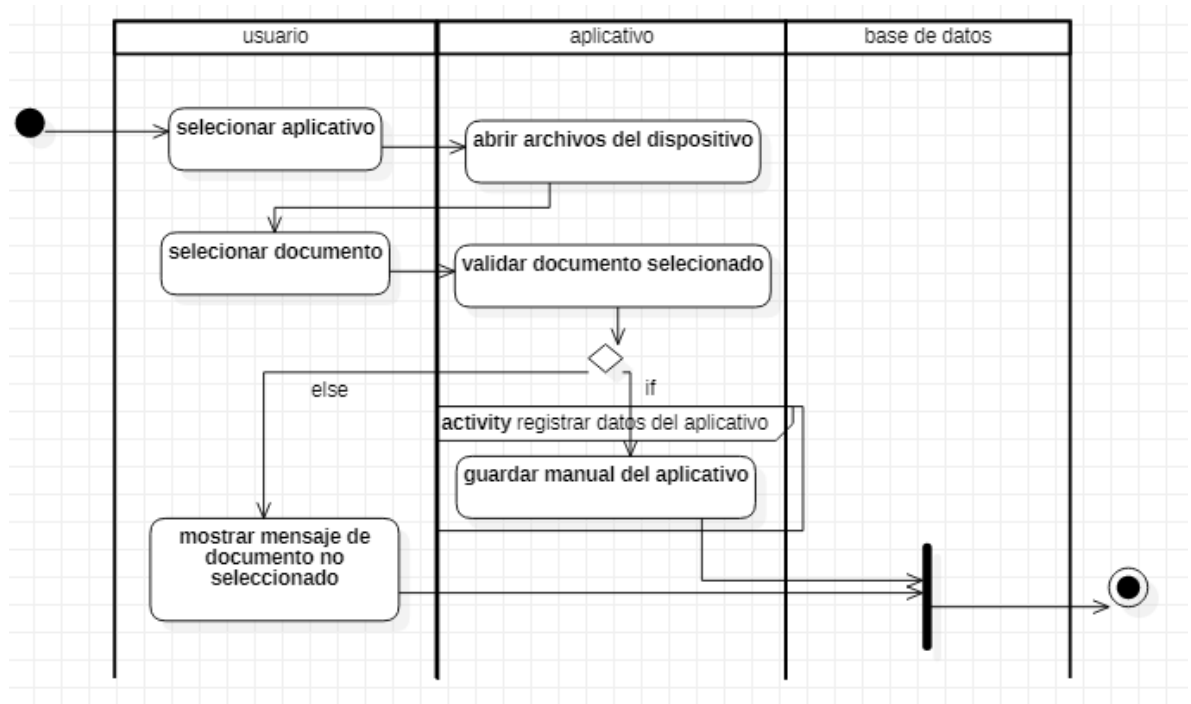 usuario
aplicativo
base de datos
selecionar aplicativo
abrir archivos del dispositivo
selecionar documento
validar documento selecionado
else
if
activity registrar datos del aplicativo
guardar manual del aplicativo
mostrar mensaje de
documento no
seleccionado